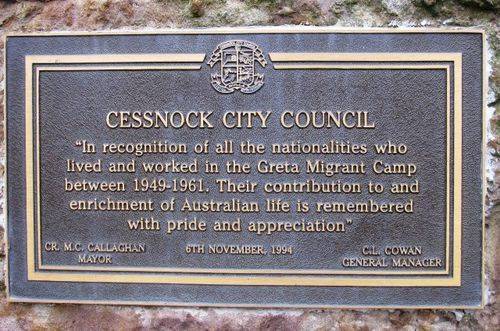 CESSNOCK CITY COUNCIL
"In recognition of all the nationalities who
lived and worked in the Greta Migrant Camp
between 1949-1961. Their contribution to and
enrichment of Australian life is remembered
with pride and appreciation"
CR. M.C. CALLAGHAN
MAYOR
6TH NOVEMBER, 1994
C.L. COWAN
GENERAL MANAGER